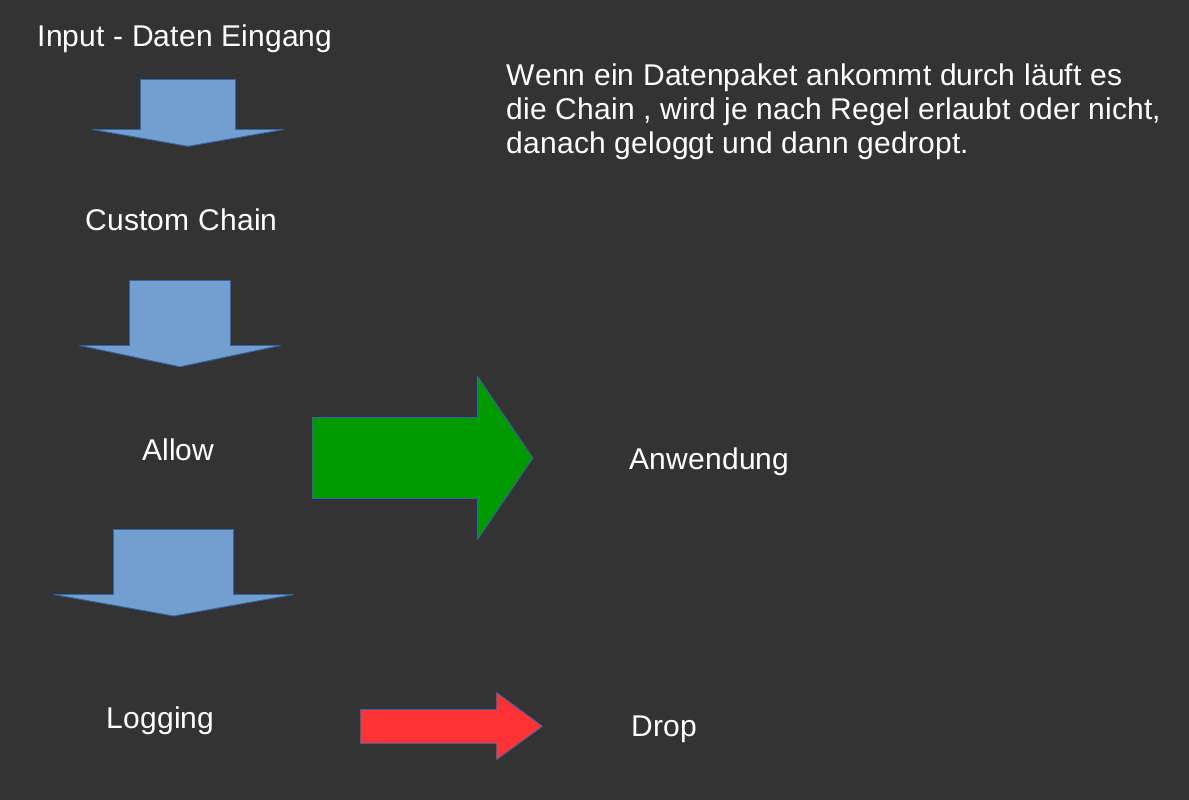 Input - Daten Eingang
Wenn ein Datenpaket ankommt durch läuft es
die Chain , wird je nach Regel erlaubt oder nicht,
danach geloggt und dann gedropt.
Custom Chain
Allow
Anwendung
Logging
Drop